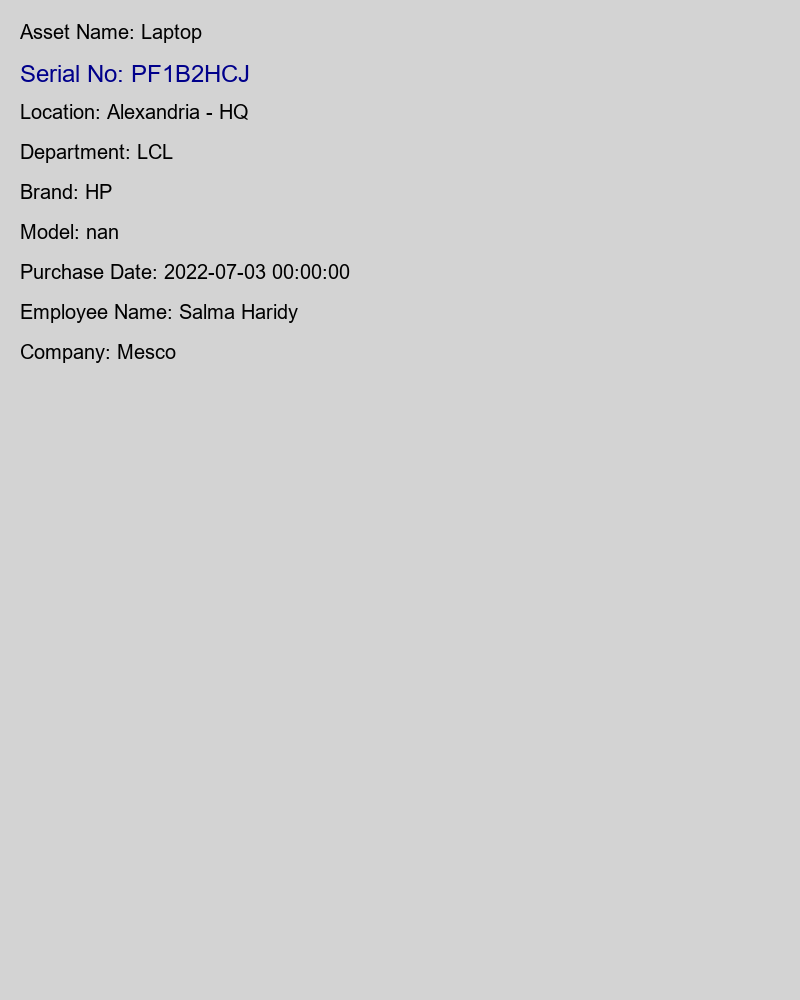 Asset Name: Laptop
Serial No: PF1B2HCJ
Location: Alexandria - HQ
Department: LCL
Brand: HP
Model: nan
Purchase Date: 2022-07-03 00:00:00
Employee Name: Salma Haridy
Company: Mesco